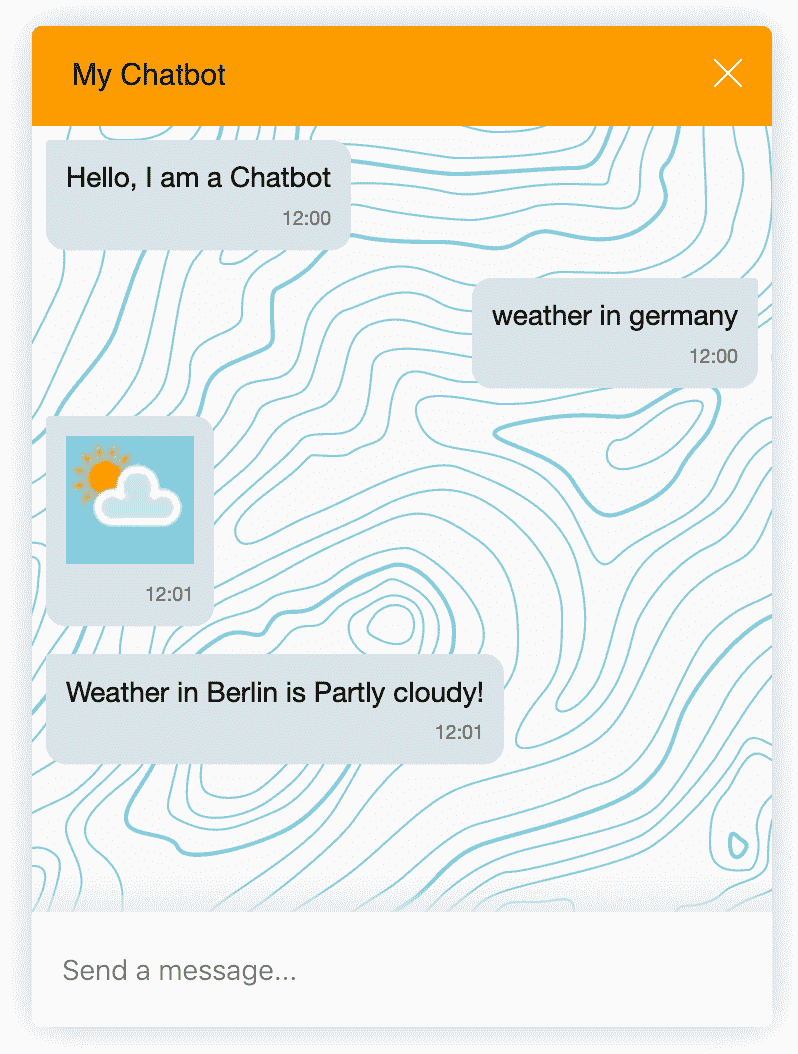 My Chatbot
Hello, I am a Chatbot
12:00
weather in germany
12:00
12:01
Weather in Berlin is Partly cloudy!
12:01
Send a message...